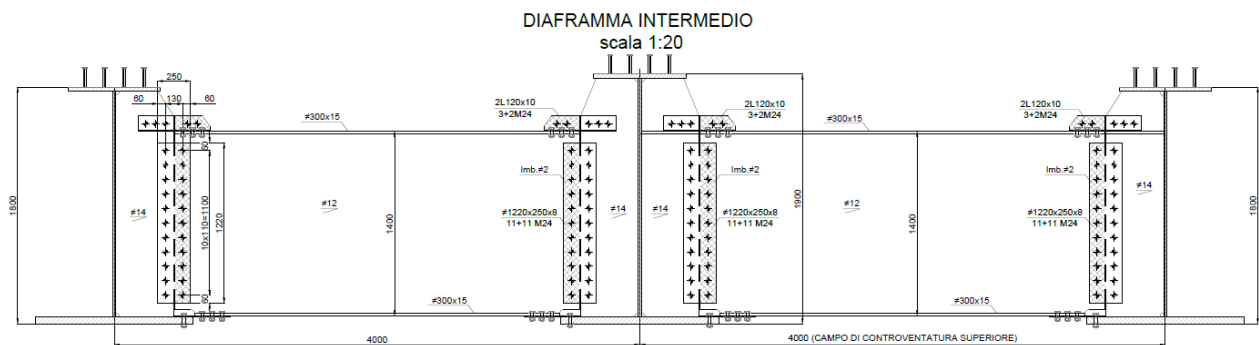 DIAFRAMMA INTERMEDIO
scala 1:20
250
60 130 60
2L120x10
3+2M24
2L120x10
3+2M24
2L120x10
3+2M24
≠300x15
≠300x15
60
Imb.≠2
Imb.≠2
Imb.≠2
1800
≠14
10x110=1100
1220
≠12
1400
≠1220x250x8
11+11 M24
≠14
≠14
≠1220x250x8
11+11 M24
1900
≠12
1400
≠1220x250x8
11+11 M24
≠14
1800
60
≠300x15
≠300x15
4000
4000 (CAMPO DI CONTROVENTATURA SUPERIORE)